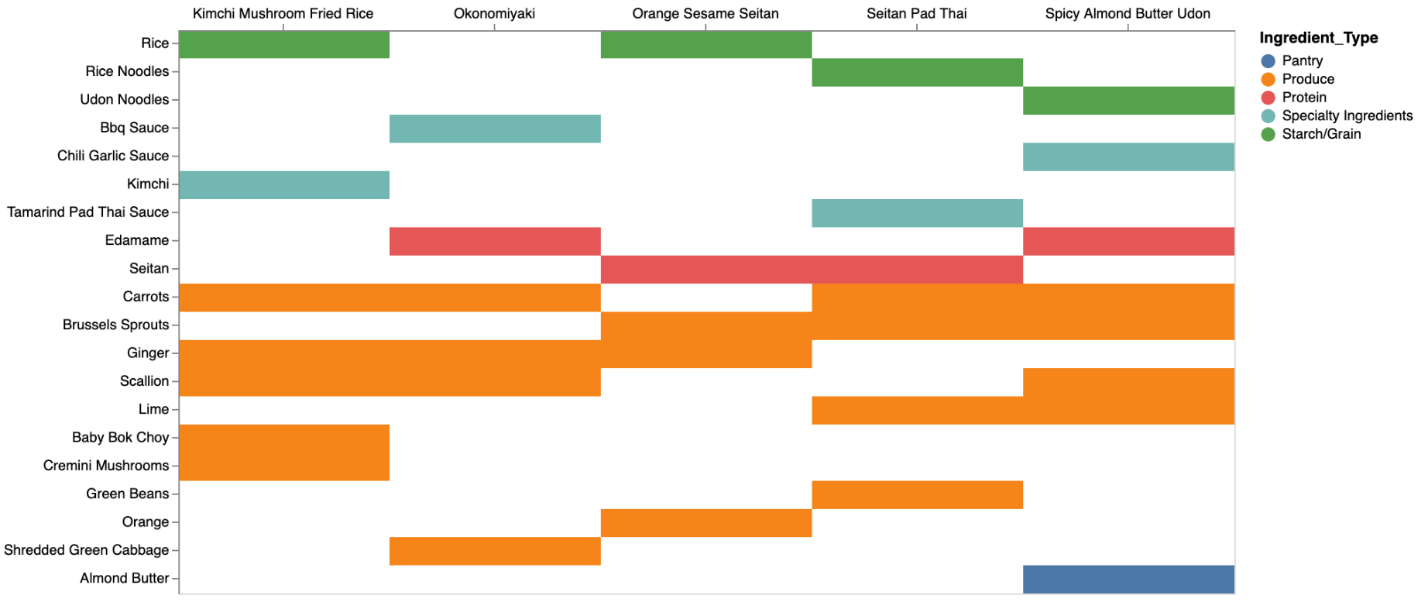 Kimchi Mushroom Fried Rice
Okonomiyaki
Orange Sesame Seitan
Seitan Pad Thai
Spicy Almond Butter Udon
Rice
Rice Noodles
Udon Noodles
Bbq Sauce
Chili Garlic Sauce
Kimchi
Tamarind Pad Thai Sauce
Edamame
Seitan
Carrots
Brussels Sprouts
Ginger
Scallion
Lime
Baby Bok Choy
Cremini Mushrooms
Green Beans
Orange
Shredded Green Cabbage
Almond Butter
Ingredient_Type
Pantry
Produce
Protein
Specialty Ingredients
Starch/Grain